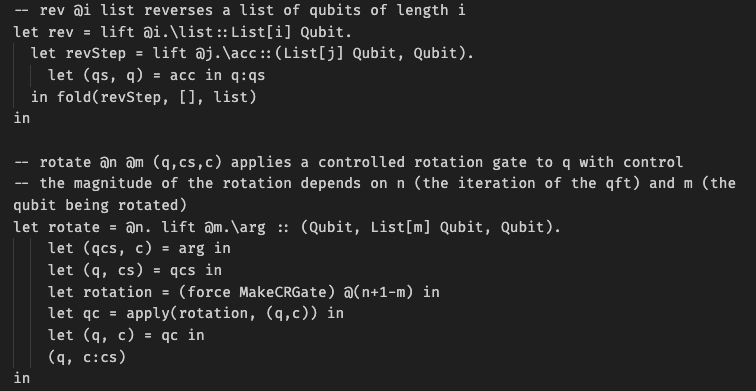 -- rev @i list reverses a list of qubits of length i
let rev = lift @i.\list::List[i] Qubit.
let revStep = lift @j.\acc::(List[j] Qubit, Qubit).
let (qs, q) = acc in q:qs
in fold(revStep, [], list)
in
-- rotate @n @m (q,cs,c) applies a controlled rotation gate to q with control
-- the magnitude of the rotation depends on n (the iteration of the qft) and m (the
qubit being rotated)
let rotate = @n. lift @m.\arg :: (Qubit, List[m] Qubit, Qubit).
let (qcs, c) = arg in
let (q, cs) = qcs in
let rotation = (force MakeCRGate) @(n+1-m) in
let qc = apply(rotation, (q,c)) in
let (q, c) = qc in
(q, c:cs)
in